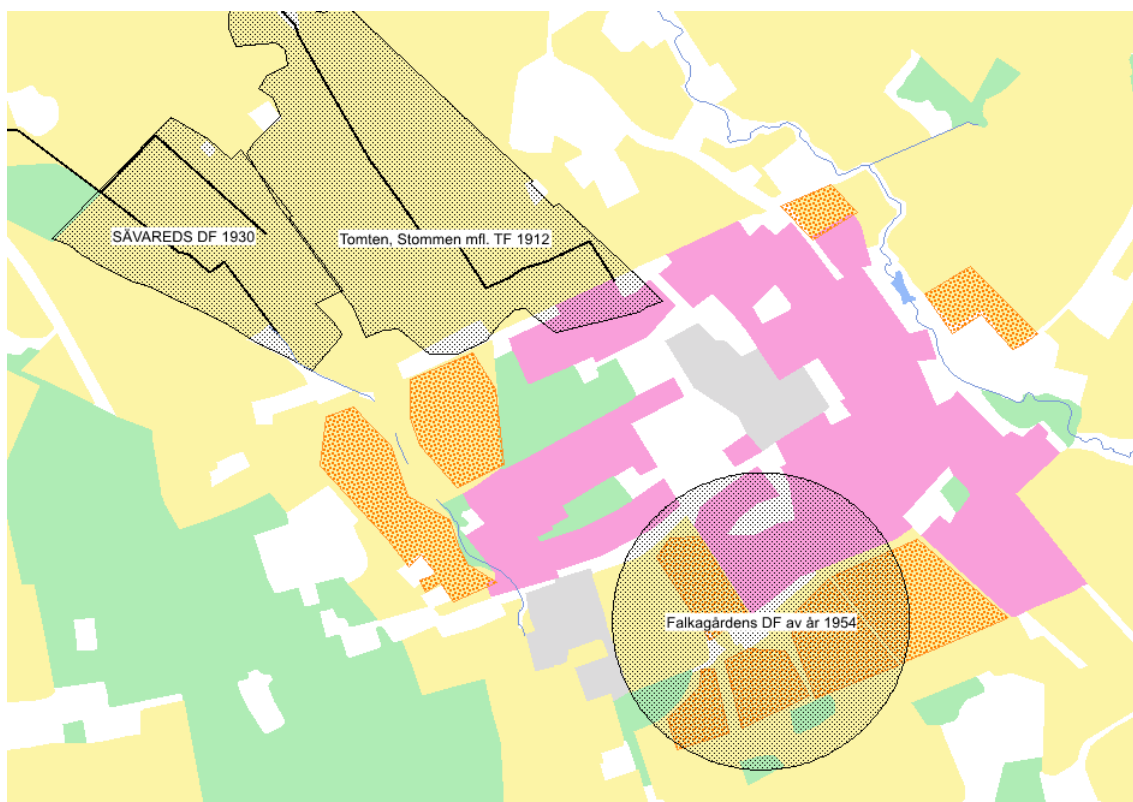 SÄVAREDS DF 1930
Tomten, Stommen mfl. TF 1912
Falkagårdens DF av år 1954